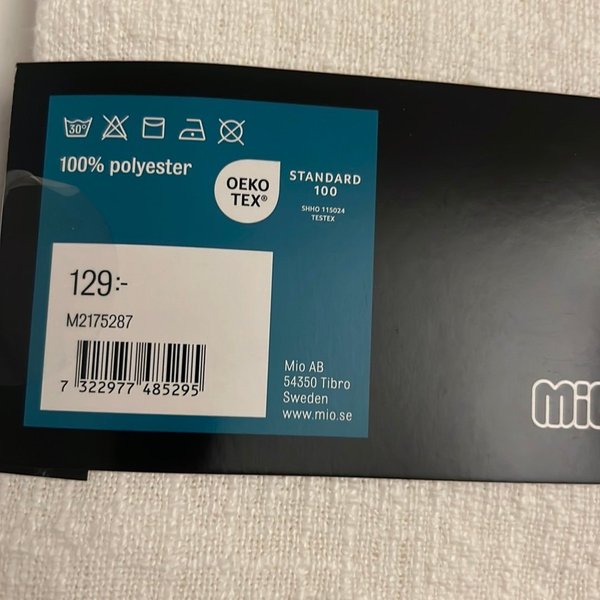 30°
100% polyester
OEKO
TEX®
STANDARD
100
SHHO 115024
TESTEX
129:-
M2175287
7 322977 485295
Mio AB
54350 Tibro
Sweden
www.mio.se